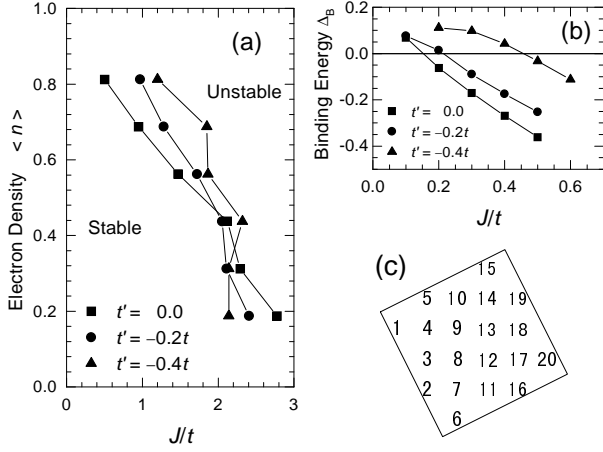 (a)
Electron Density < n >
1.0
0.8
0.6
0.4
0.2
0.0
Unstable
Stable
t′ = 0.0
t′ = −0.2t
t′ = −0.4t
0 1 2 3
J/t
(b)
Binding Energy Δ_B
0.2
0.0
-0.2
-0.4
t′ = 0.0
t′ = −0.2t
t′ = −0.4t
0.0 0.2 0.4 0.6
J/t
(c)
15
5 10 14 19
1 4 9 13 18
3 8 12 17 20
2 7 11 16
6